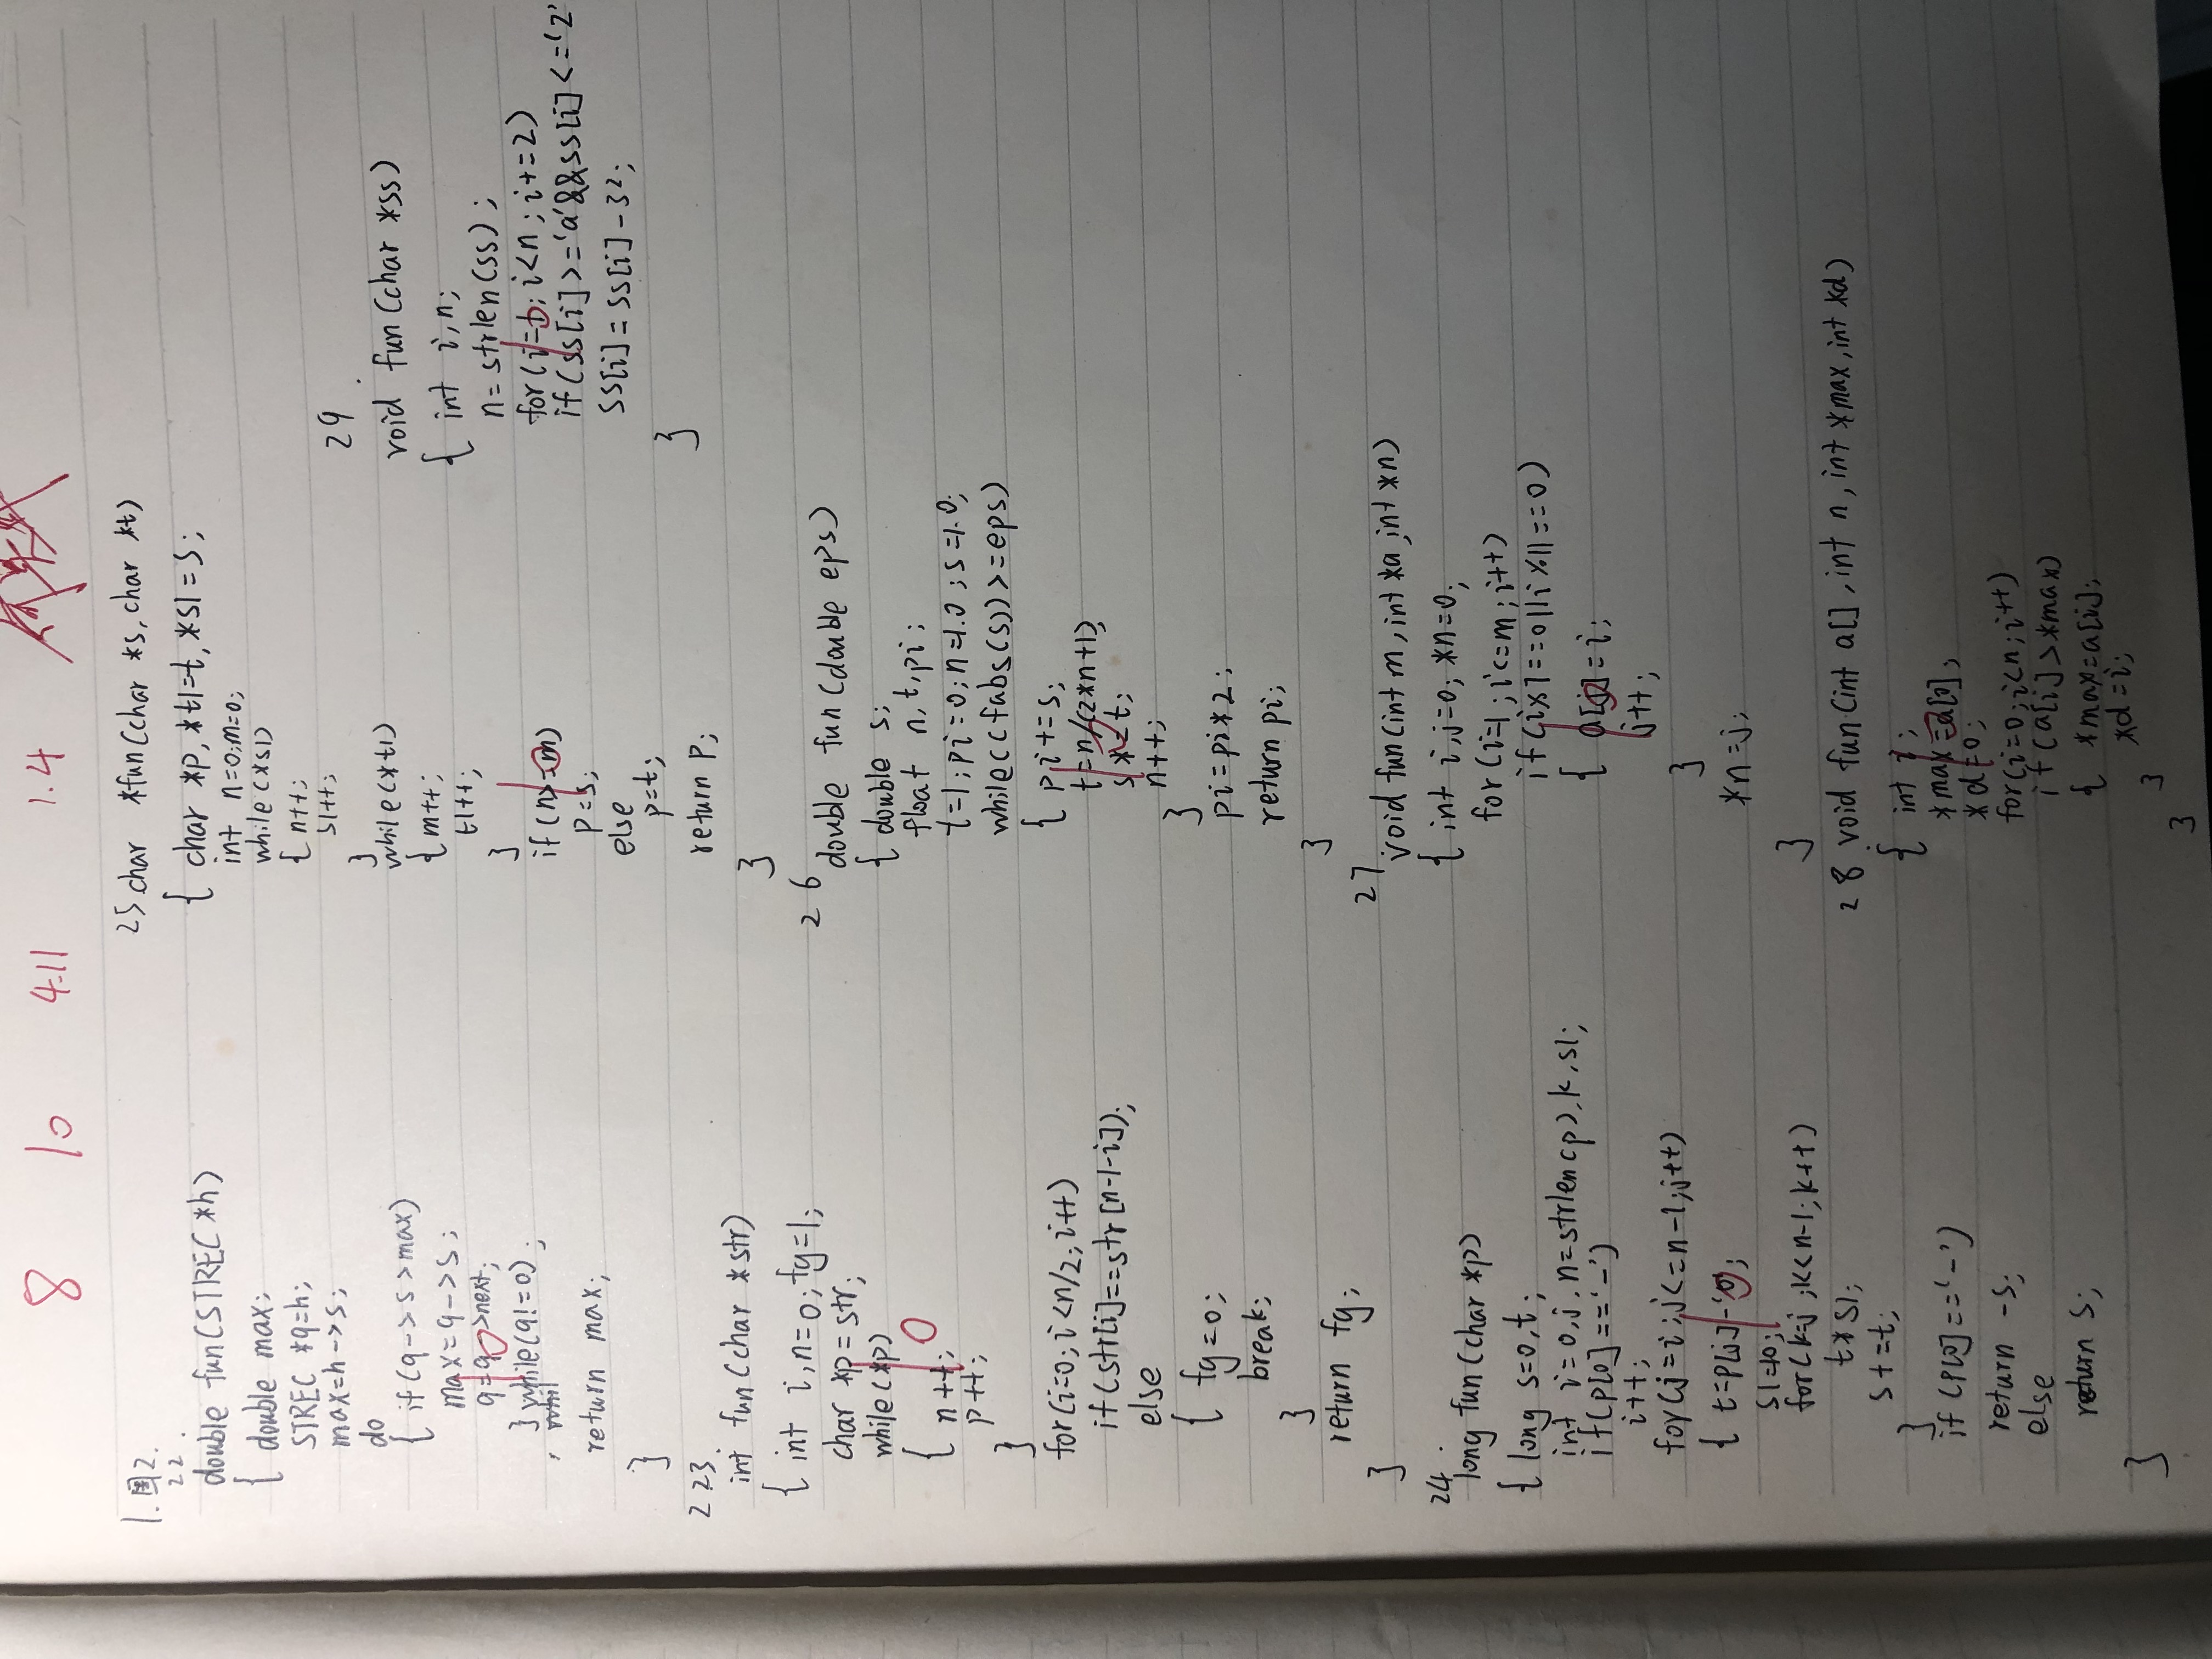 8 10 4.11 1.4
1.国2.
22.
double fun(STREC *h)
{ double max;
STREC *q=h;
max=h->s;
do
{ if(q->s>max)
max=q->s;
q=q->next;
}while(q!=0);
return max;
}
223.
int fun(char *str)
{ int i,n=0;fg=1;
char *p=str;
while(*p)
{ n++;
p++;
}
for(i=0;i<n/2;i++)
if(str[i]==str[n-1-i]);
else
{ fg=0;
break;
}
return fg;
}
24.
long fun(char *p)
{ long s=0,t;
int i=0,j,n=strlen(p),k,s1;
if(p[0]=='-')
i++;
for(j=i;j<=n-1;j++)
{ t=p[j]-'0';
s1=10;
for(k=j;k<n-1;k++)
t*s1;
s+=t;
}
if(p[0]=='-')
return -s;
else
return s;
}
25 char *fun(char *s,char *t)
{ char *p,*t1=t,*s1=s;
int n=0;m=0;
while(*s1)
{ n++;
s1++;
}
while(*t1)
{ m++;
t1++;
}
if(n>=m)
p=s;
else
p=t;
return p;
}
26
double fun(double eps)
{ double s;
float n,t,pi;
t=1;pi=0;n=1.0;s=1.0;
while((fabs(s))>=eps)
{ pi+=s;
t=n/(2*n+1);
s*=t;
n++;
}
pi=pi*2;
return pi;
}
27
void fun(int m,int *a,int *n)
{ int i,j=0;*n=0;
for(i=1;i<=m;i++)
if(i%7==0||i%11==0)
{ a[j]=i;
j++;
}
*n=j;
}
28 void fun(int a[],int n,int *max,int *d)
{ int i;
*max=a[0];
*d=0;
for(i=0;i<n;i++)
if(a[i]>*max)
{ *max=a[i];
*d=i;
}
}
29
void fun(char *ss)
{ int i,n;
n=strlen(ss);
for(i=b;i<n;i+=2)
if(ss[i]>='a'&&ss[i]<='z'
ss[i]=ss[i]-32;
}